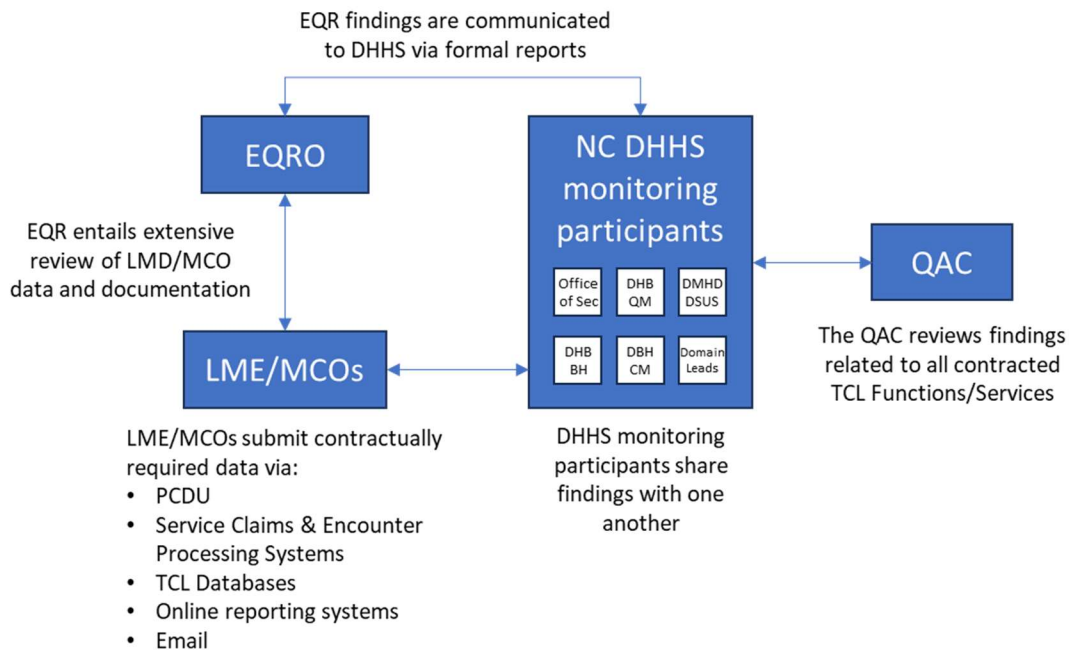 EQR findings are communicated
to DHHS via formal reports
EQRO
NC DHHS
monitoring
participants
EQR entails extensive
review of LMD/MCO
data and documentation
Office
of Sec
DHB
QM
DMHD
DSUS
DHB
BH
DBH
CM
Domain
Leads
QAC
The QAC reviews findings
related to all contracted
TCL Functions/Services
LME/MCOs
LME/MCOs submit contractually
required data via:
• PCDU
• Service Claims & Encounter
Processing Systems
• TCL Databases
• Online reporting systems
• Email
DHHS monitoring
participants share
findings with one
another